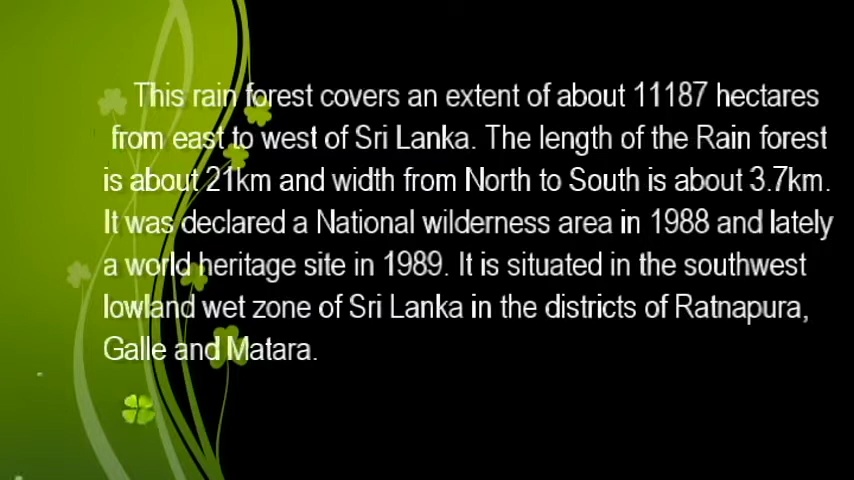 This rain forest covers an extent of about 11187 hectares
from east to west of Sri Lanka. The length of the Rain forest
is about 21km and width from North to South is about 3.7km.
It was declared a National wilderness area in 1988 and lately
a world heritage site in 1989. It is situated in the southwest
lowland wet zone of Sri Lanka in the districts of Ratnapura,
Galle and Matara.